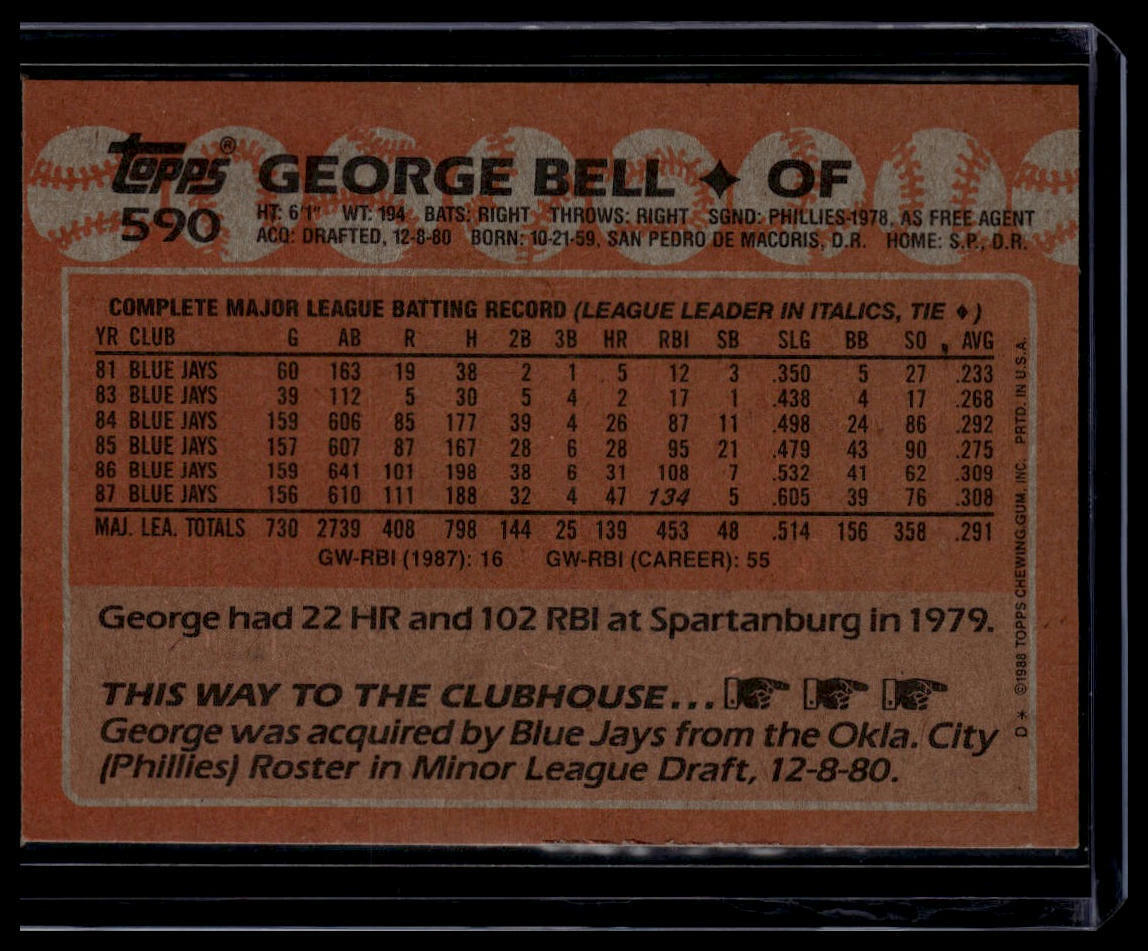 topps® GEORGE BELL ✦ OF
590 HT: 6'1" WT: 194 BATS: RIGHT THROWS: RIGHT SGND: PHILLIES-1978, AS FREE AGENT
ACQ: DRAFTED, 12-8-80 BORN: 10-21-59, SAN PEDRO DE MACORIS, D.R. HOME: S.P., D.R.
COMPLETE MAJOR LEAGUE BATTING RECORD (LEAGUE LEADER IN ITALICS, TIE ♦)
YR CLUB G AB R H 2B 3B HR RBI SB SLG BB SO AVG
81 BLUE JAYS 60 163 19 38 2 1 5 12 3 .350 5 27 .233
83 BLUE JAYS 39 112 5 30 5 4 2 17 1 .438 4 17 .268
84 BLUE JAYS 159 606 85 177 39 4 26 87 11 .498 24 86 .292
85 BLUE JAYS 157 607 87 167 28 6 28 95 21 .479 43 90 .275
86 BLUE JAYS 159 641 101 198 38 6 31 108 7 .532 41 62 .309
87 BLUE JAYS 156 610 111 188 32 4 47 134 5 .605 39 76 .308
MAJ. LEA. TOTALS 730 2739 408 798 144 25 139 453 48 .514 156 358 .291
GW-RBI (1987): 16 GW-RBI (CAREER): 55
George had 22 HR and 102 RBI at Spartanburg in 1979.
THIS WAY TO THE CLUBHOUSE...
George was acquired by Blue Jays from the Okla. City
(Phillies) Roster in Minor League Draft, 12-8-80.
D* ©1988 TOPPS CHEWING GUM, INC. PRTD. IN U.S.A.